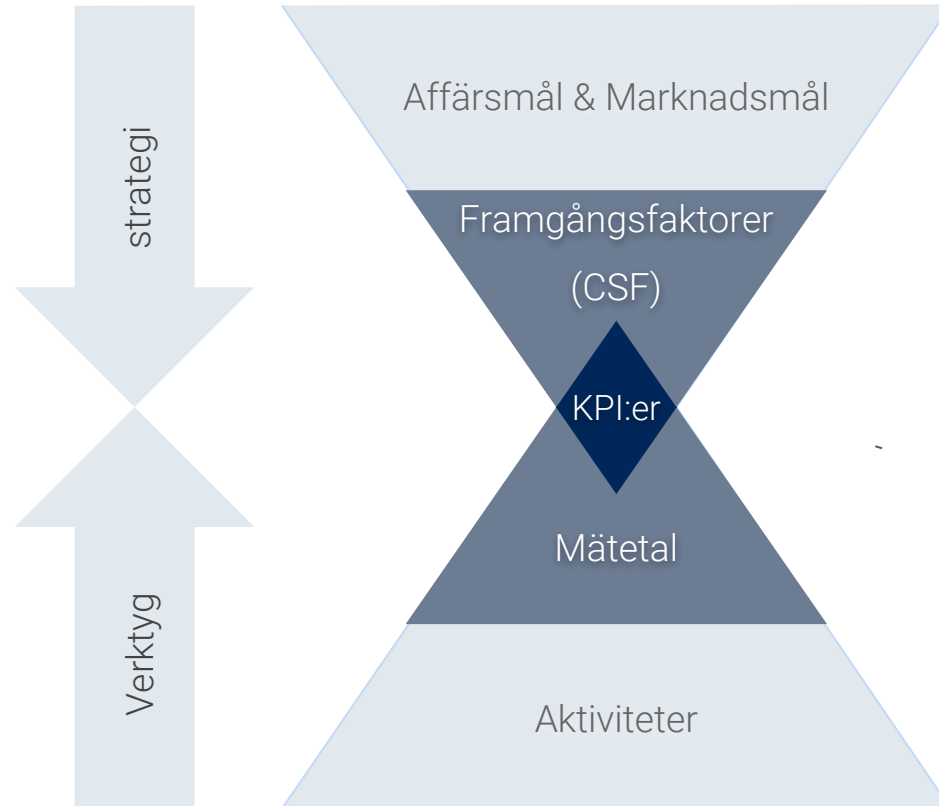 strategi
Affärsmål & Marknadsmål
Framgångsfaktorer
(CSF)
KPI:er
Mätetal
Verktyg
Aktiviteter